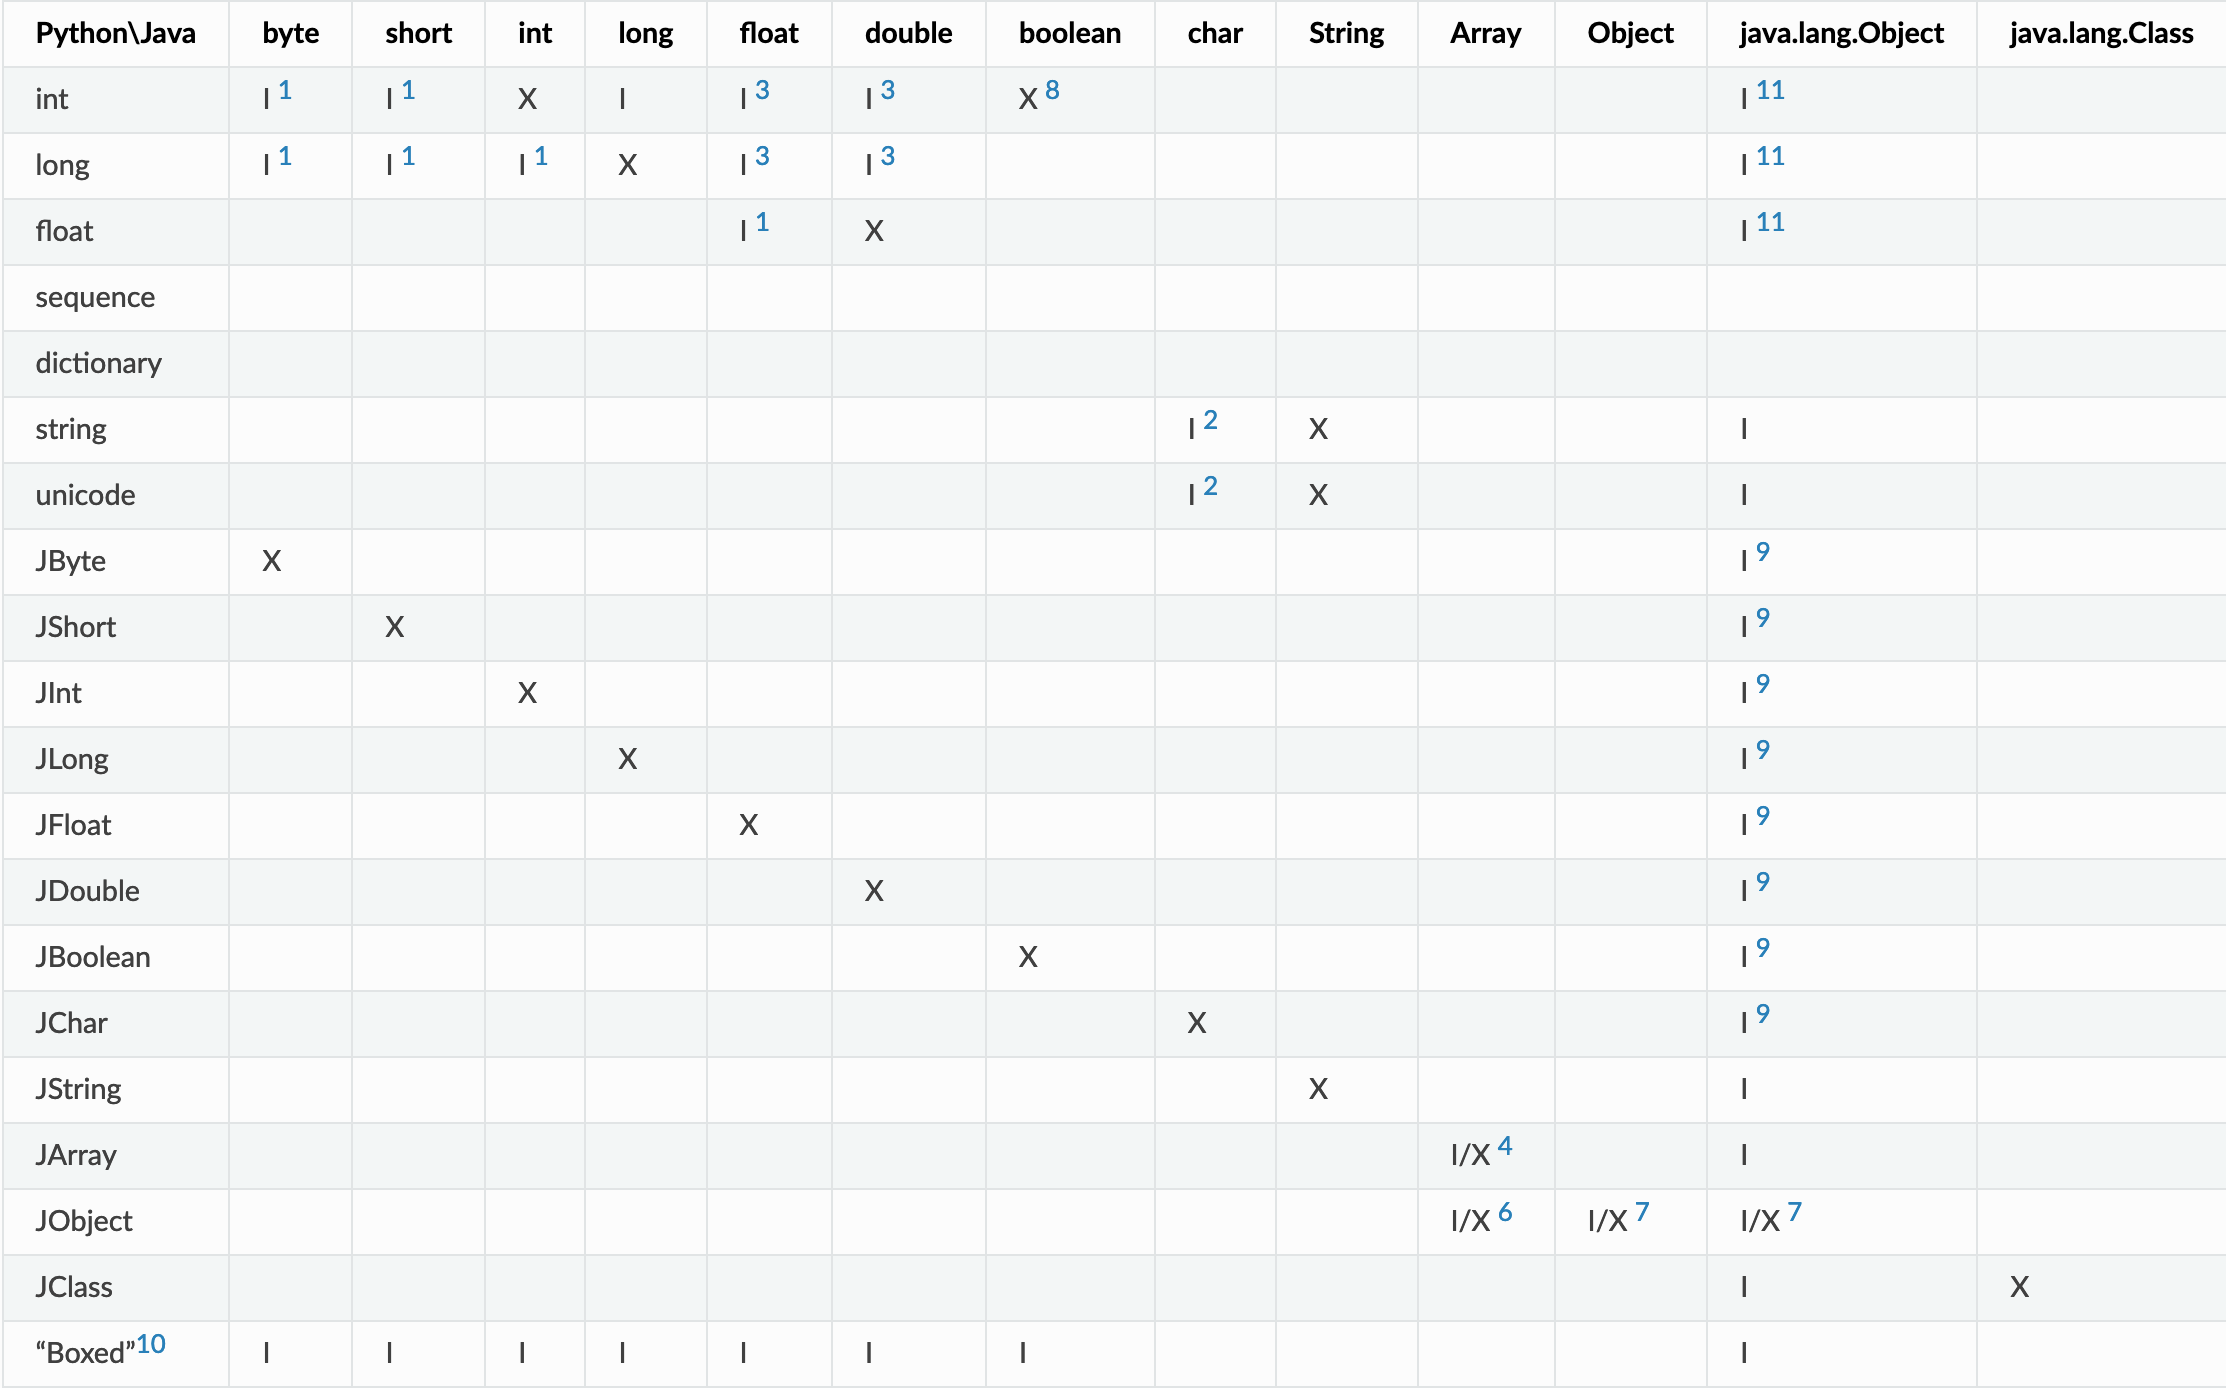 Python\Java byte short int long float double boolean char String Array Object java.lang.Object java.lang.Class
int I 1 I 1 X I I 3 I 3 X 8 I 11
long I 1 I 1 I 1 X I 3 I 3 I 11
float I 1 X I 11
sequence
dictionary
string I 2 X I
unicode I 2 X I
JByte X I 9
JShort X I 9
JInt X I 9
JLong X I 9
JFloat X I 9
JDouble X I 9
JBoolean X I 9
JChar X I 9
JString X I
JArray I/X 4 I
JObject I/X 6 I/X 7 I/X 7
JClass I X
“Boxed”10 I I I I I I I I